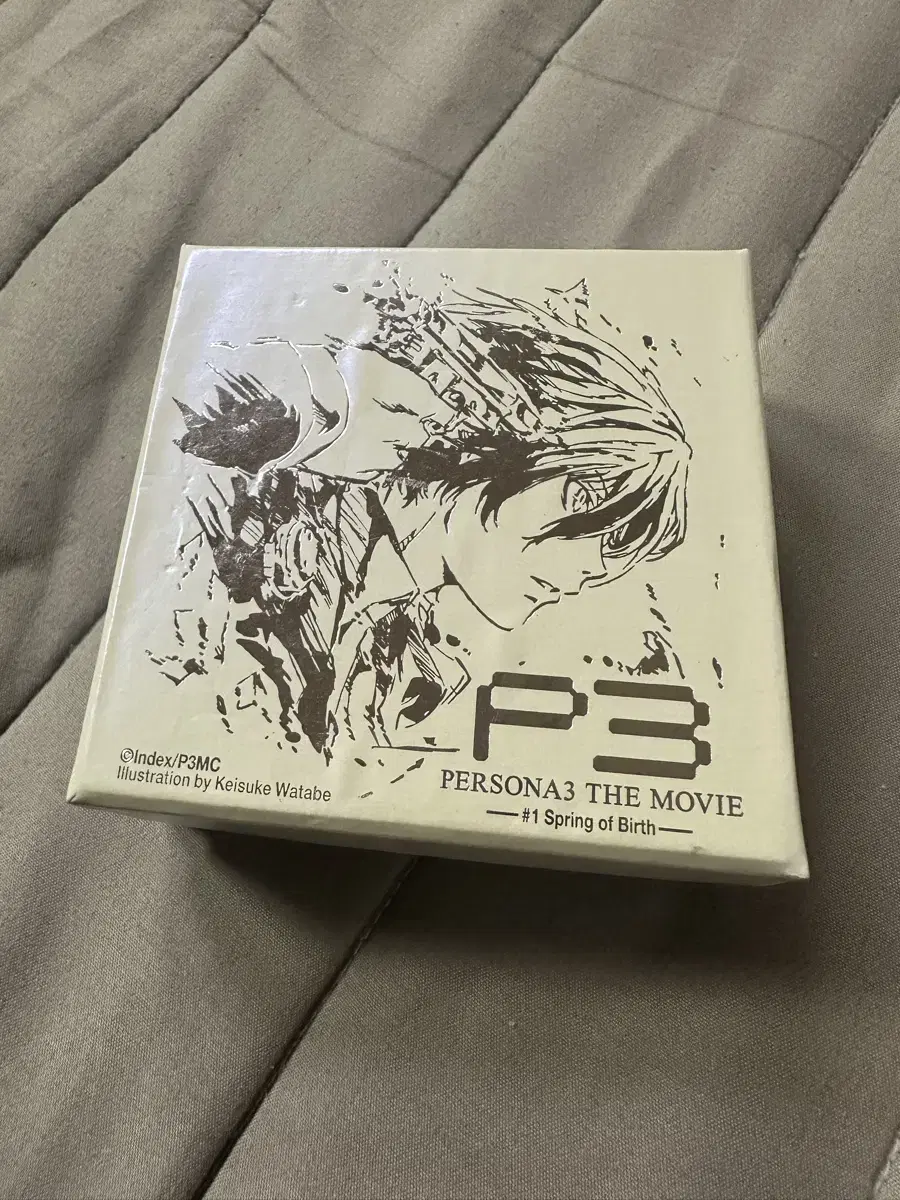 P3
PERSONA3 THE MOVIE
#1 Spring of Birth
©Index/P3MC
Illustration by Keisuke Watabe